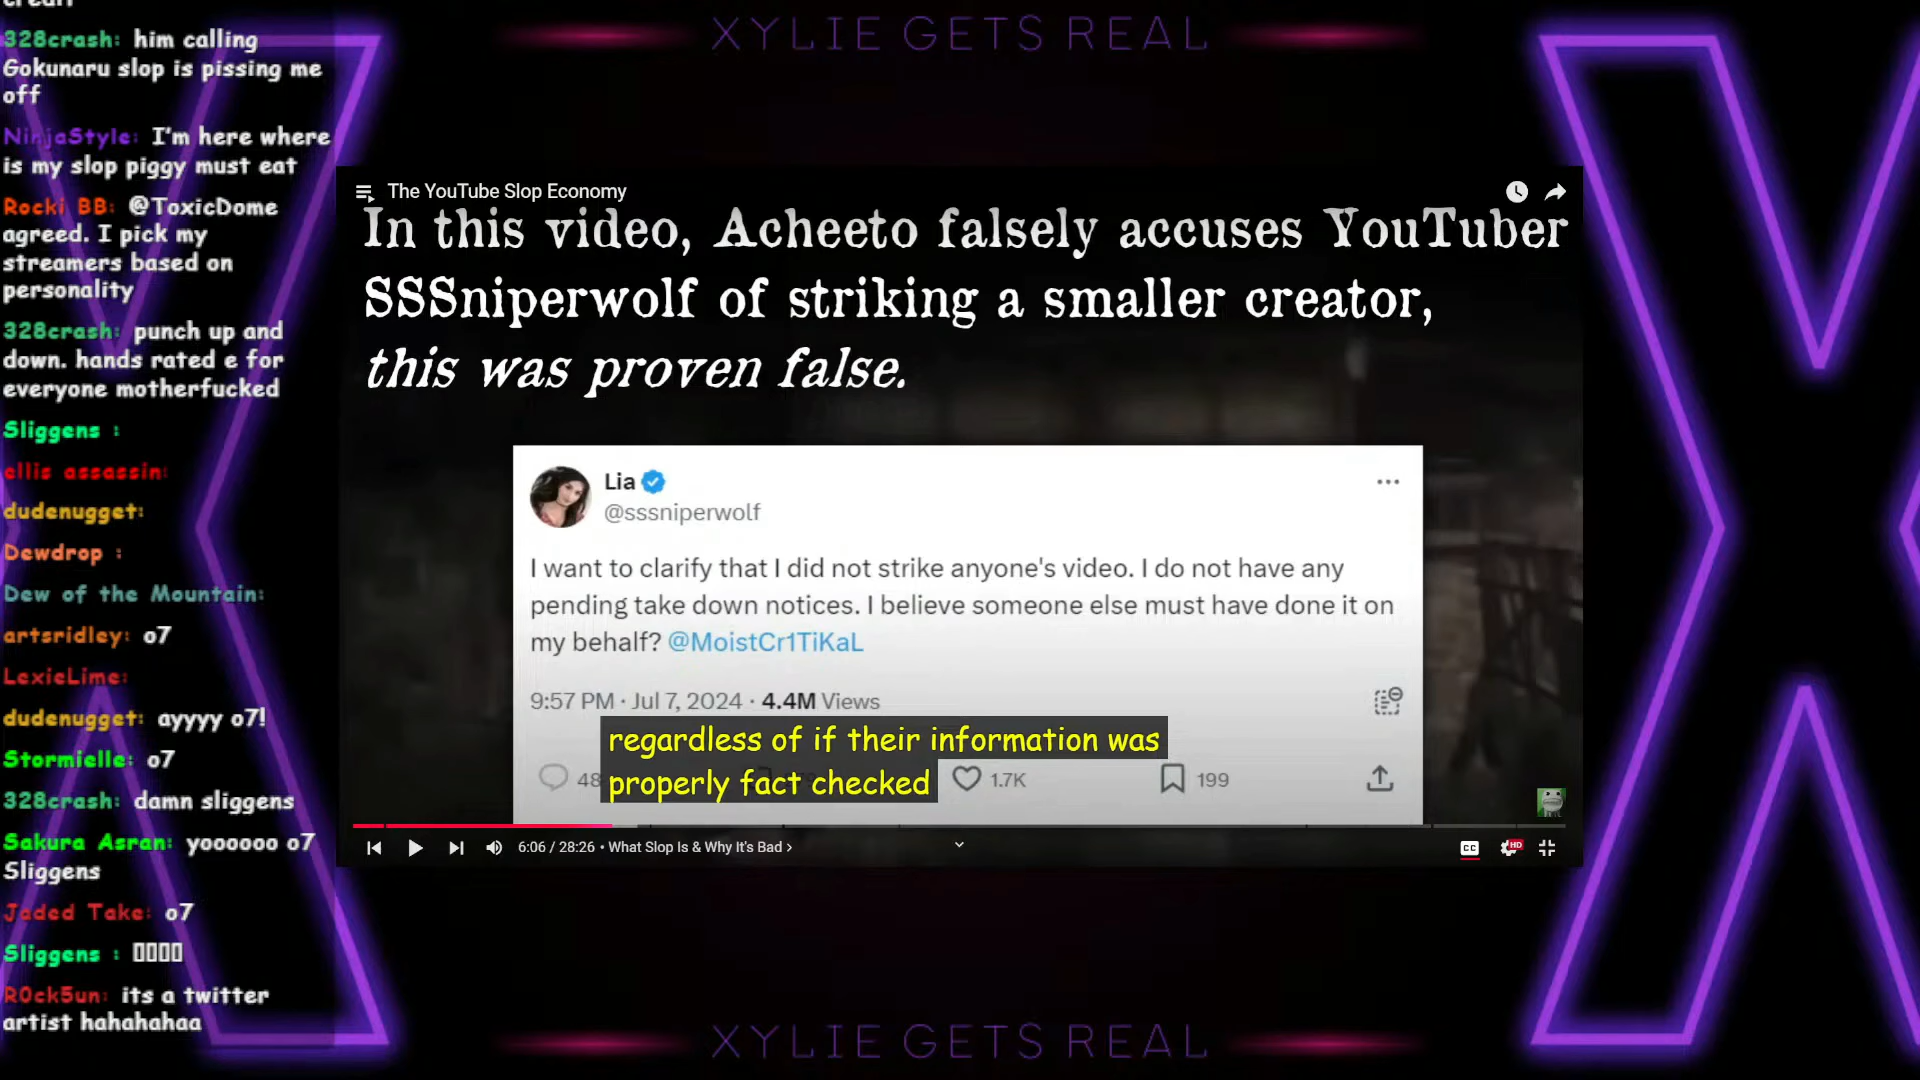 XYLIE GETS REAL
328crash: him calling
Gokunaru slop is pissing me
off
NinjaStyle: I'm here where
is my slop piggy must eat
Rocki BB: @ToxicDome
agreed. I pick my
streamers based on
personality
328crash: punch up and
down. hands rated e for
everyone motherfucked
Sliggens :
ellis assassin:
dudenugget:
Dewdrop :
Dew of the Mountain:
artsridley: o7
LexieLime:
dudenugget: ayyyy o7!
Stormielle: o7
328crash: damn sliggens
Sakura Asran: yoooooo o7
Sliggens
Jaded Take: o7
Sliggens :
R0ck5un: its a twitter
artist hahahahaa
The YouTube Slop Economy
In this video, Acheeto falsely accuses YouTuber
SSSniperwolf of striking a smaller creator,
this was proven false.
Lia
@sssniperwolf
I want to clarify that I did not strike anyone's video. I do not have any
pending take down notices. I believe someone else must have done it on
my behalf? @MoistCr1TiKaL
9:57 PM · Jul 7, 2024 · 4.4M Views
regardless of if their information was
properly fact checked
48 1.7K 199
6:06 / 28:26 • What Slop Is & Why It's Bad >
CC HD
XYLIE GETS REAL